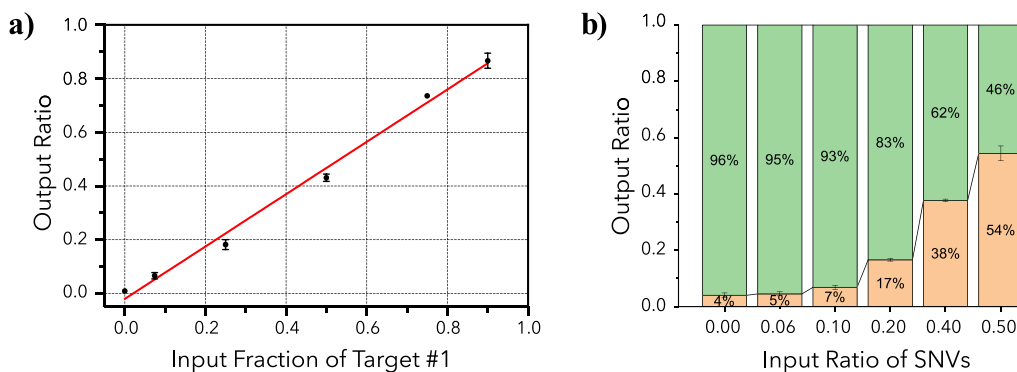 a)
Output Ratio
1.0
0.8
0.6
0.4
0.2
0.0
0.0 0.2 0.4 0.6 0.8 1.0
Input Fraction of Target #1
b)
Output Ratio
1.0
0.8
0.6
0.4
0.2
0.0
96% 95% 93% 83% 62% 46%
4% 5% 7% 17% 38% 54%
0.00 0.06 0.10 0.20 0.40 0.50
Input Ratio of SNVs